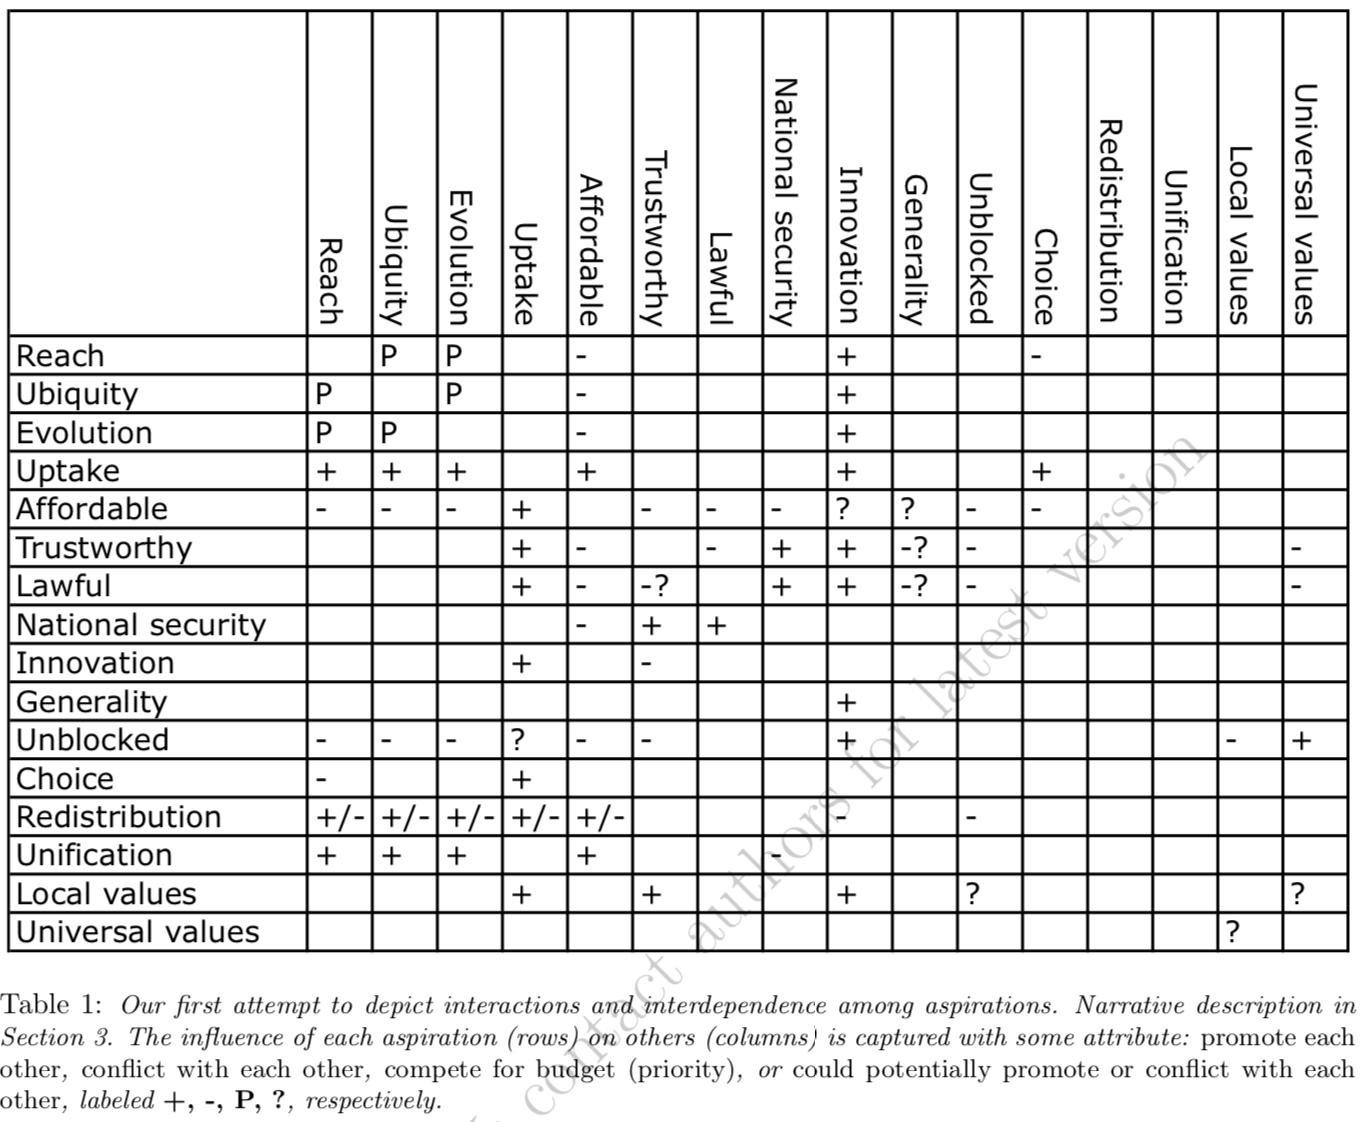 Reach Ubiquity Evolution Uptake Affordable Trustworthy Lawful National security Innovation Generality Unblocked Choice Redistribution Unification Local values Universal values
Reach P P - + -
Ubiquity P P - +
Evolution P P - +
Uptake + + + + + +
Affordable - - - + - - - ? ? - -
Trustworthy + - - + + -? - -
Lawful + - -? + + -? - -
National security - + +
Innovation + -
Generality +
Unblocked - - - ? - - + - +
Choice - +
Redistribution +/- +/- +/- +/- +/- - -
Unification + + + + -
Local values + + + ? ?
Universal values ?
Table 1: Our first attempt to depict interactions and interdependence among aspirations. Narrative description in
Section 3. The influence of each aspiration (rows) on others (columns) is captured with some attribute: promote each
other, conflict with each other, compete for budget (priority), or could potentially promote or conflict with each
other, labeled +, -, P, ?, respectively.
contact authors for latest version